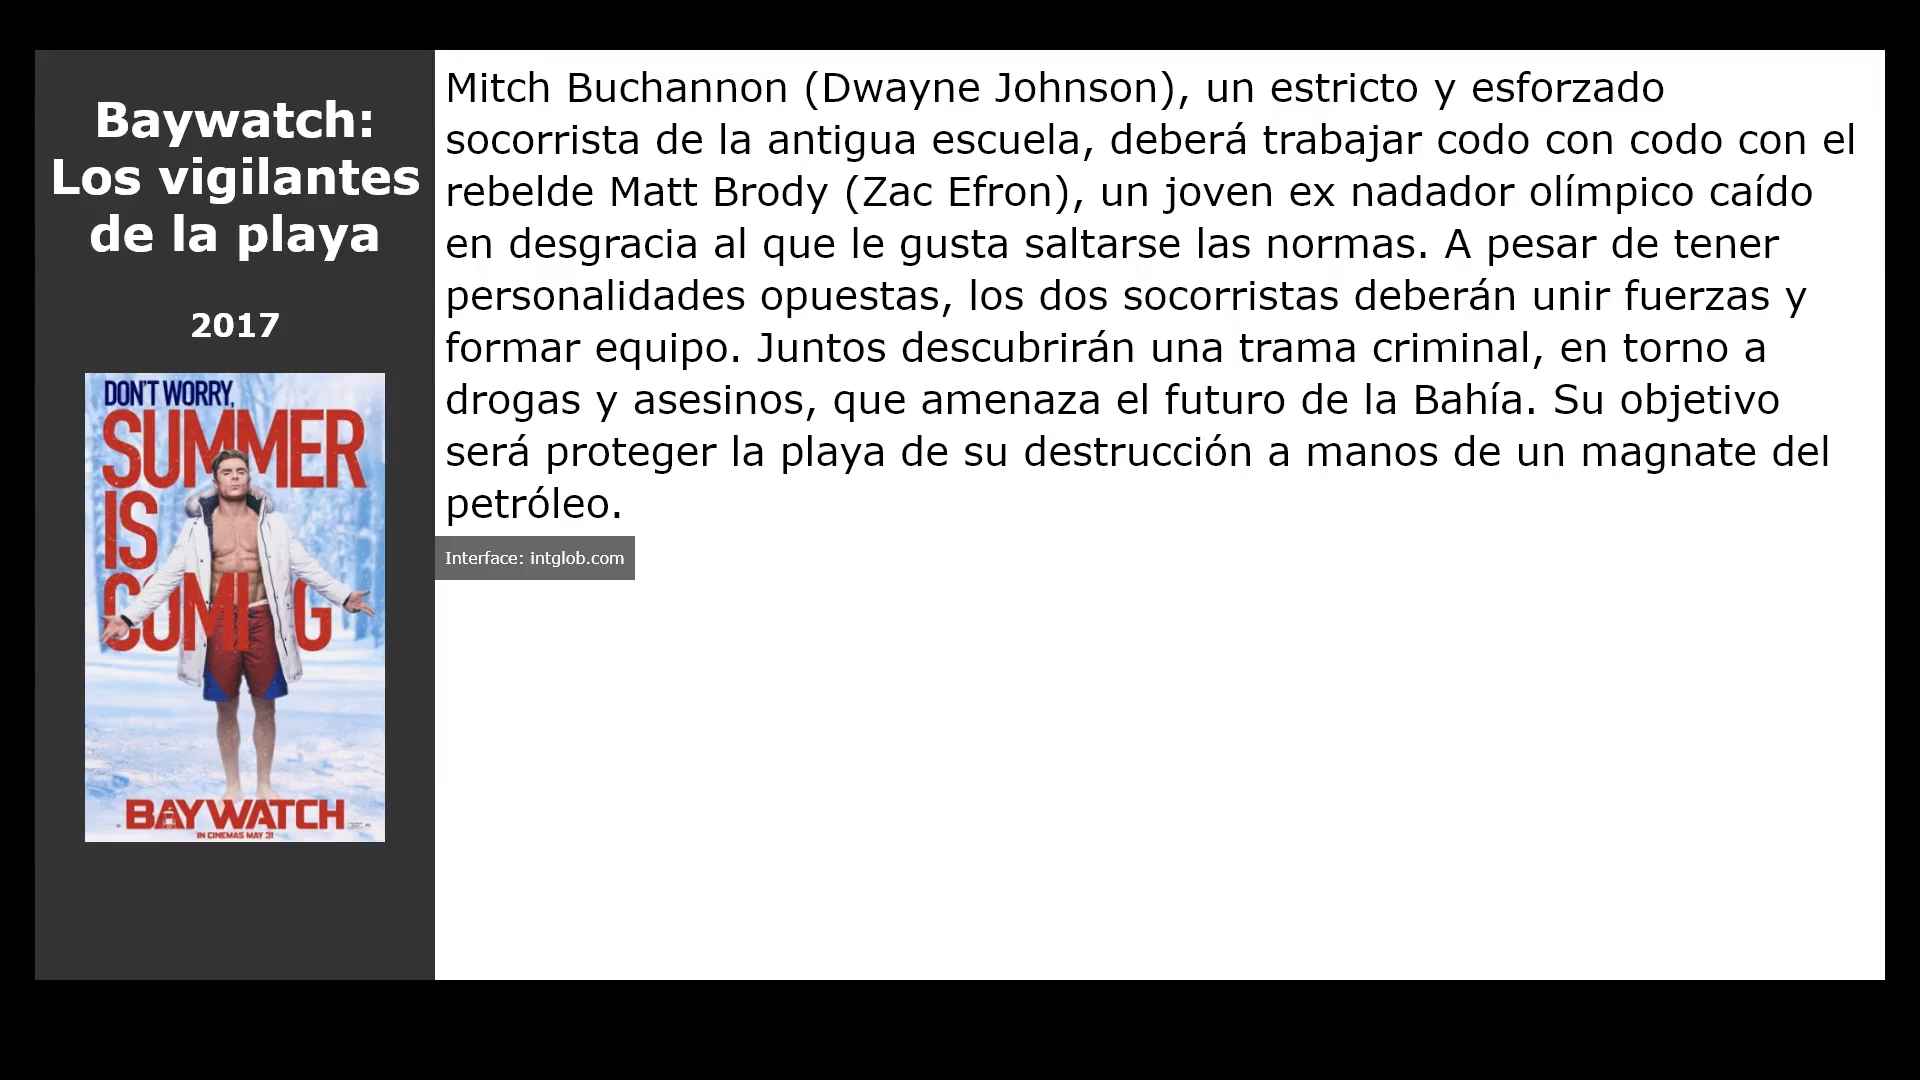 Baywatch:
Los vigilantes
de la playa
2017
DON'T WORRY,
SUMMER
IS
COMING
BAYWATCH
IN CINEMAS MAY 31
Mitch Buchannon (Dwayne Johnson), un estricto y esforzado
socorrista de la antigua escuela, deberá trabajar codo con codo con el
rebelde Matt Brody (Zac Efron), un joven ex nadador olímpico caído
en desgracia al que le gusta saltarse las normas. A pesar de tener
personalidades opuestas, los dos socorristas deberán unir fuerzas y
formar equipo. Juntos descubrirán una trama criminal, en torno a
drogas y asesinos, que amenaza el futuro de la Bahía. Su objetivo
será proteger la playa de su destrucción a manos de un magnate del
petróleo.
Interface: intglob.com